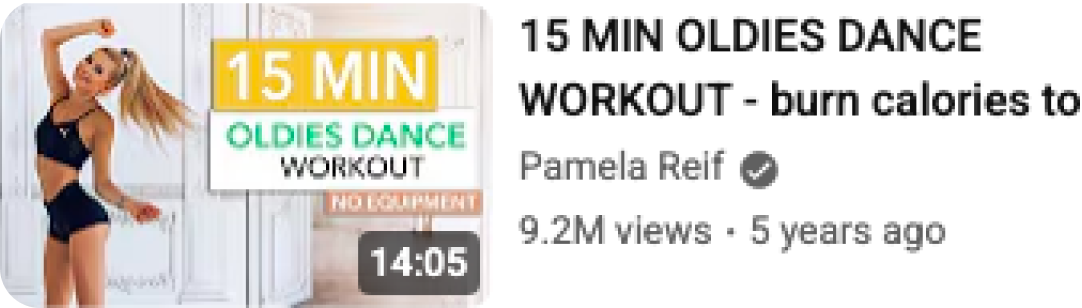 15 MIN
OLDIES DANCE
WORKOUT
NO EQUIPMENT
14:05
15 MIN OLDIES DANCE
WORKOUT - burn calories to
Pamela Reif
9.2M views · 5 years ago